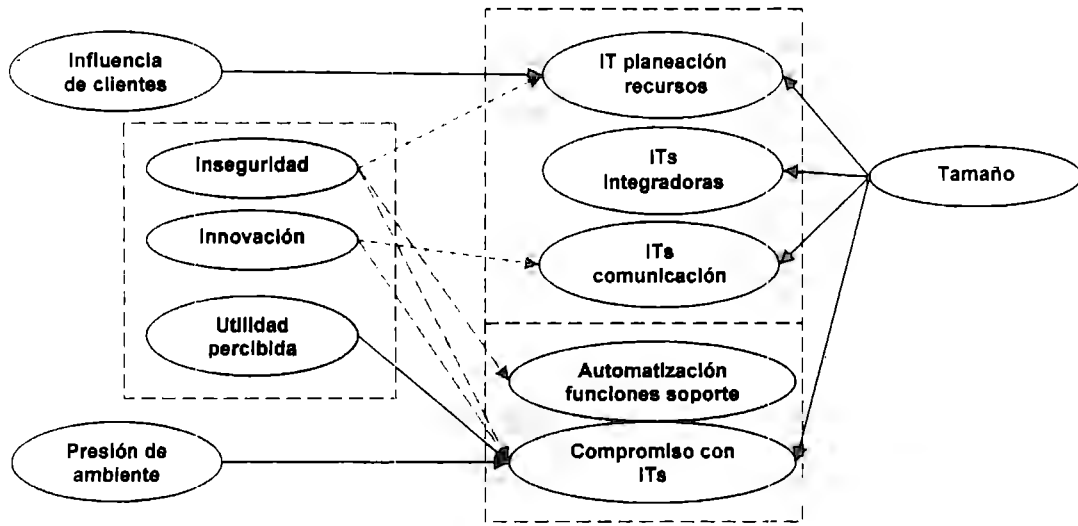 Influencia
de clientes
IT planeación
recursos
Inseguridad
ITs
Integradoras
Tamaño
Innovación
ITs
comunicación
Utilidad
percibida
Automatización
funciones soporte
Presión de
ambiente
Compromiso con
ITs